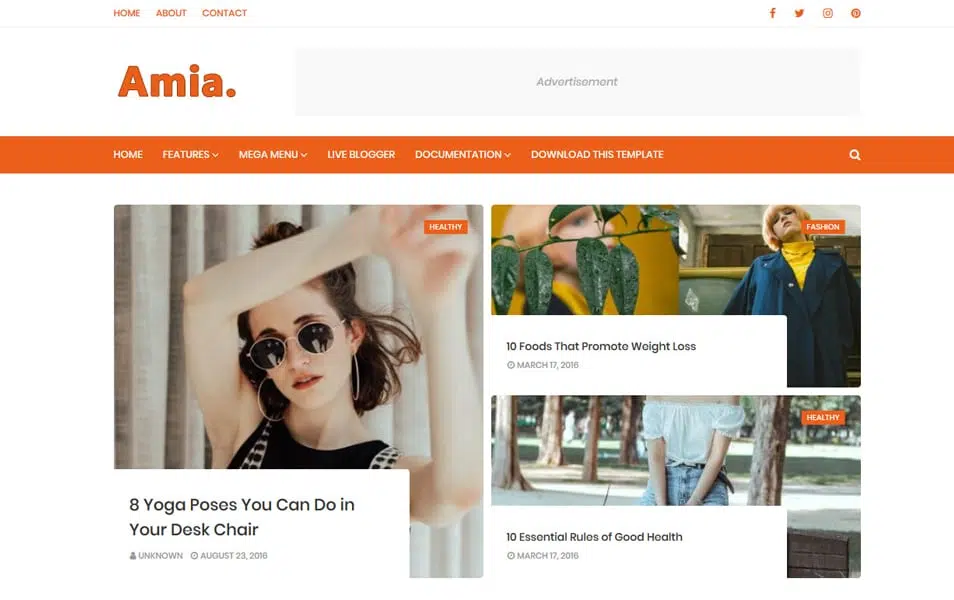 HOME ABOUT CONTACT
Amia.
Advertisement
HOME FEATURES MEGA MENU LIVE BLOGGER DOCUMENTATION DOWNLOAD THIS TEMPLATE
HEALTHY
8 Yoga Poses You Can Do in
Your Desk Chair
UNKNOWN AUGUST 23, 2016
FASHION
10 Foods That Promote Weight Loss
MARCH 17, 2016
HEALTHY
10 Essential Rules of Good Health
MARCH 17, 2016